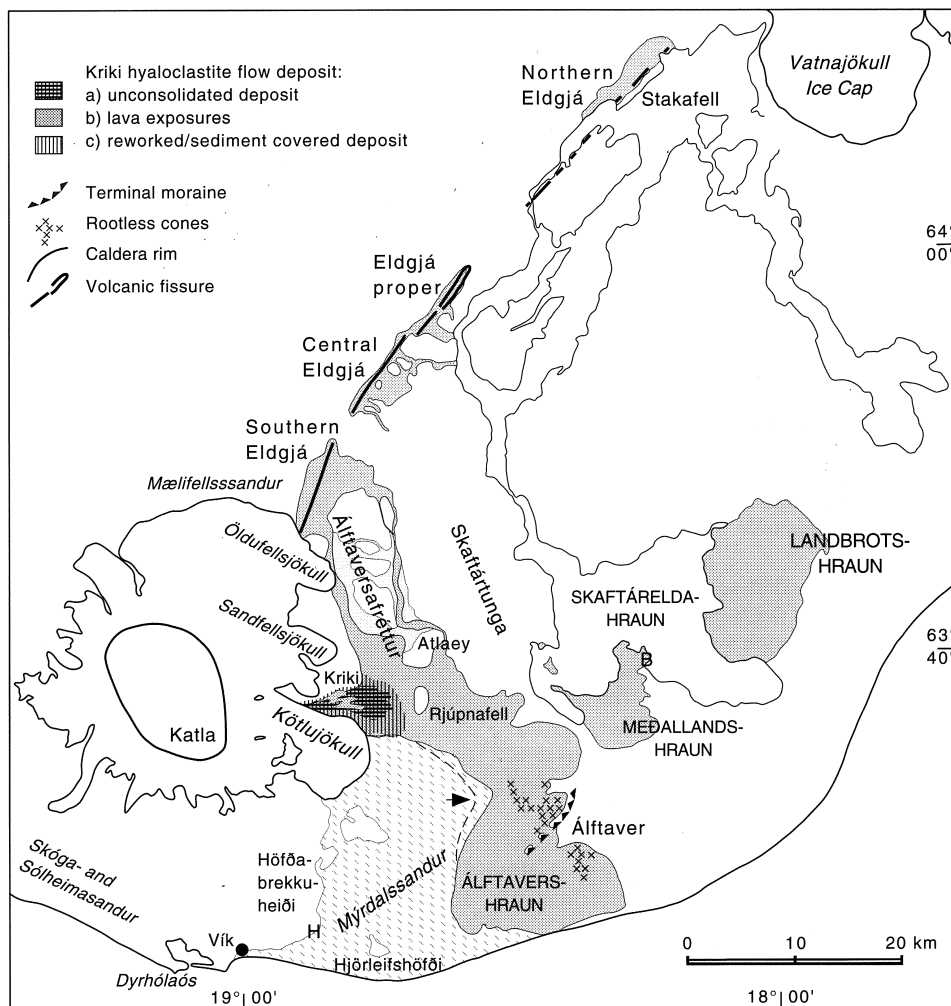 Kriki hyaloclastite flow deposit:
a) unconsolidated deposit
b) lava exposures
c) reworked/sediment covered deposit
Terminal moraine
Rootless cones
Caldera rim
Volcanic fissure
Northern
Eldgjá
Stakafell
Vatnajökull
Ice Cap
64°
00'
Eldgjá
proper
Central
Eldgjá
Southern
Eldgjá
Mælifellsssandur
Öldufellsjökull
Álftaversafréttur
Skaftártunga
LANDBROTS-
HRAUN
SKAFTÁRELDA-
HRAUN
Sandfellsjökull
Atlaey
63°
40'
B
Kriki
Rjúpnafell
MEÐALLANDS-
HRAUN
Katla
Kötlujökull
Álftaver
Skóga- and
Sólheimasandur
Höfða-
brekku-
heiði
Mýrdalssandur
ÁLFTAVERS-
HRAUN
H
Vík
Hjörleifshöfði
Dyrhólaós
0 10 20 km
19° 00'
18° 00'